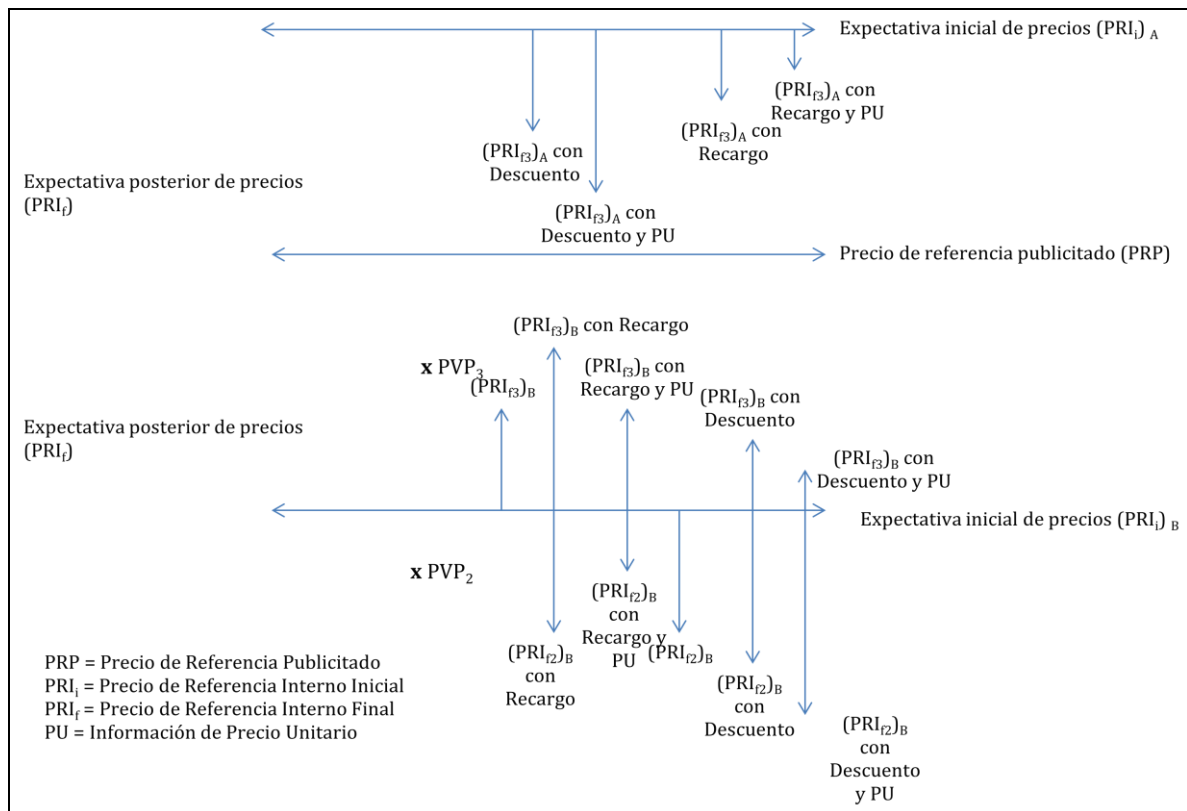 Expectativa inicial de precios (PRIᵢ) A
(PRIf3)A con
Recargo y PU
(PRIf3)A con
Recargo
(PRIf3)A con
Descuento
Expectativa posterior de precios
(PRIf)
(PRIf3)A con
Descuento y PU
Precio de referencia publicitado (PRP)
(PRIf3)B con Recargo
x PVP3
(PRIf3)B
(PRIf3)B con
Recargo y PU
(PRIf3)B con
Descuento
Expectativa posterior de precios
(PRIf)
(PRIf3)B con
Descuento y PU
Expectativa inicial de precios (PRIᵢ) B
x PVP2
(PRIf2)B
con
Recargo y
PU
(PRIf2)B
con
Recargo
(PRIf2)B
(PRIf2)B
con
Descuento
(PRIf2)B
con
Descuento
y PU
PRP = Precio de Referencia Publicitado
PRIᵢ = Precio de Referencia Interno Inicial
PRIf = Precio de Referencia Interno Final
PU = Información de Precio Unitario